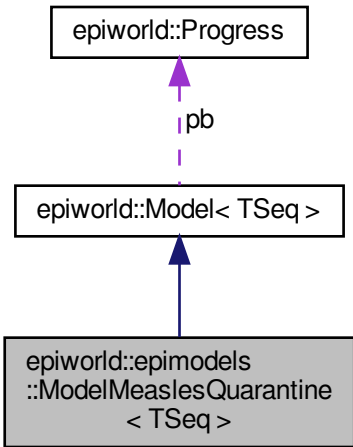 epiworld::Progress
pb
epiworld::Model< TSeq >
epiworld::epimodels
::ModelMeaslesQuarantine
< TSeq >